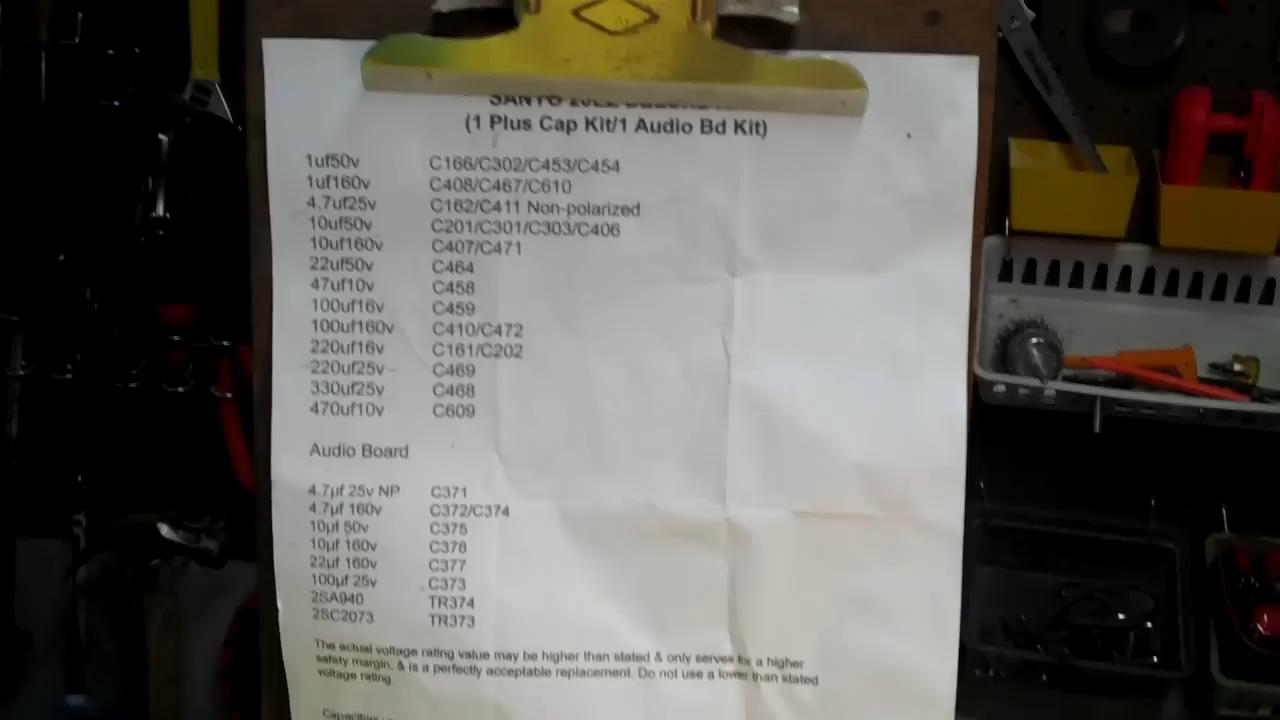 SANYO
(1 Plus Cap Kit/1 Audio Bd Kit)
1uf50v C166/C302/C453/C454
1uf160v C408/C467/C610
4.7uf25v C162/C411 Non-polarized
10uf50v C201/C301/C303/C406
10uf160v C407/C471
22uf50v C464
47uf10v C458
100uf16v C459
100uf160v C410/C472
220uf16v C161/C202
220uf25v C469
330uf25v C468
470uf10v C609
Audio Board
4.7µf 25v NP C371
4.7µf 160v C372/C374
10µf 50v C375
10µf 160v C378
22µf 160v C377
100µf 25v C373
2SA940 TR374
2SC2073 TR373
The actual voltage rating value may be higher than stated & only serves for a higher
safety margin, & is a perfectly acceptable replacement. Do not use a lower than stated
voltage rating